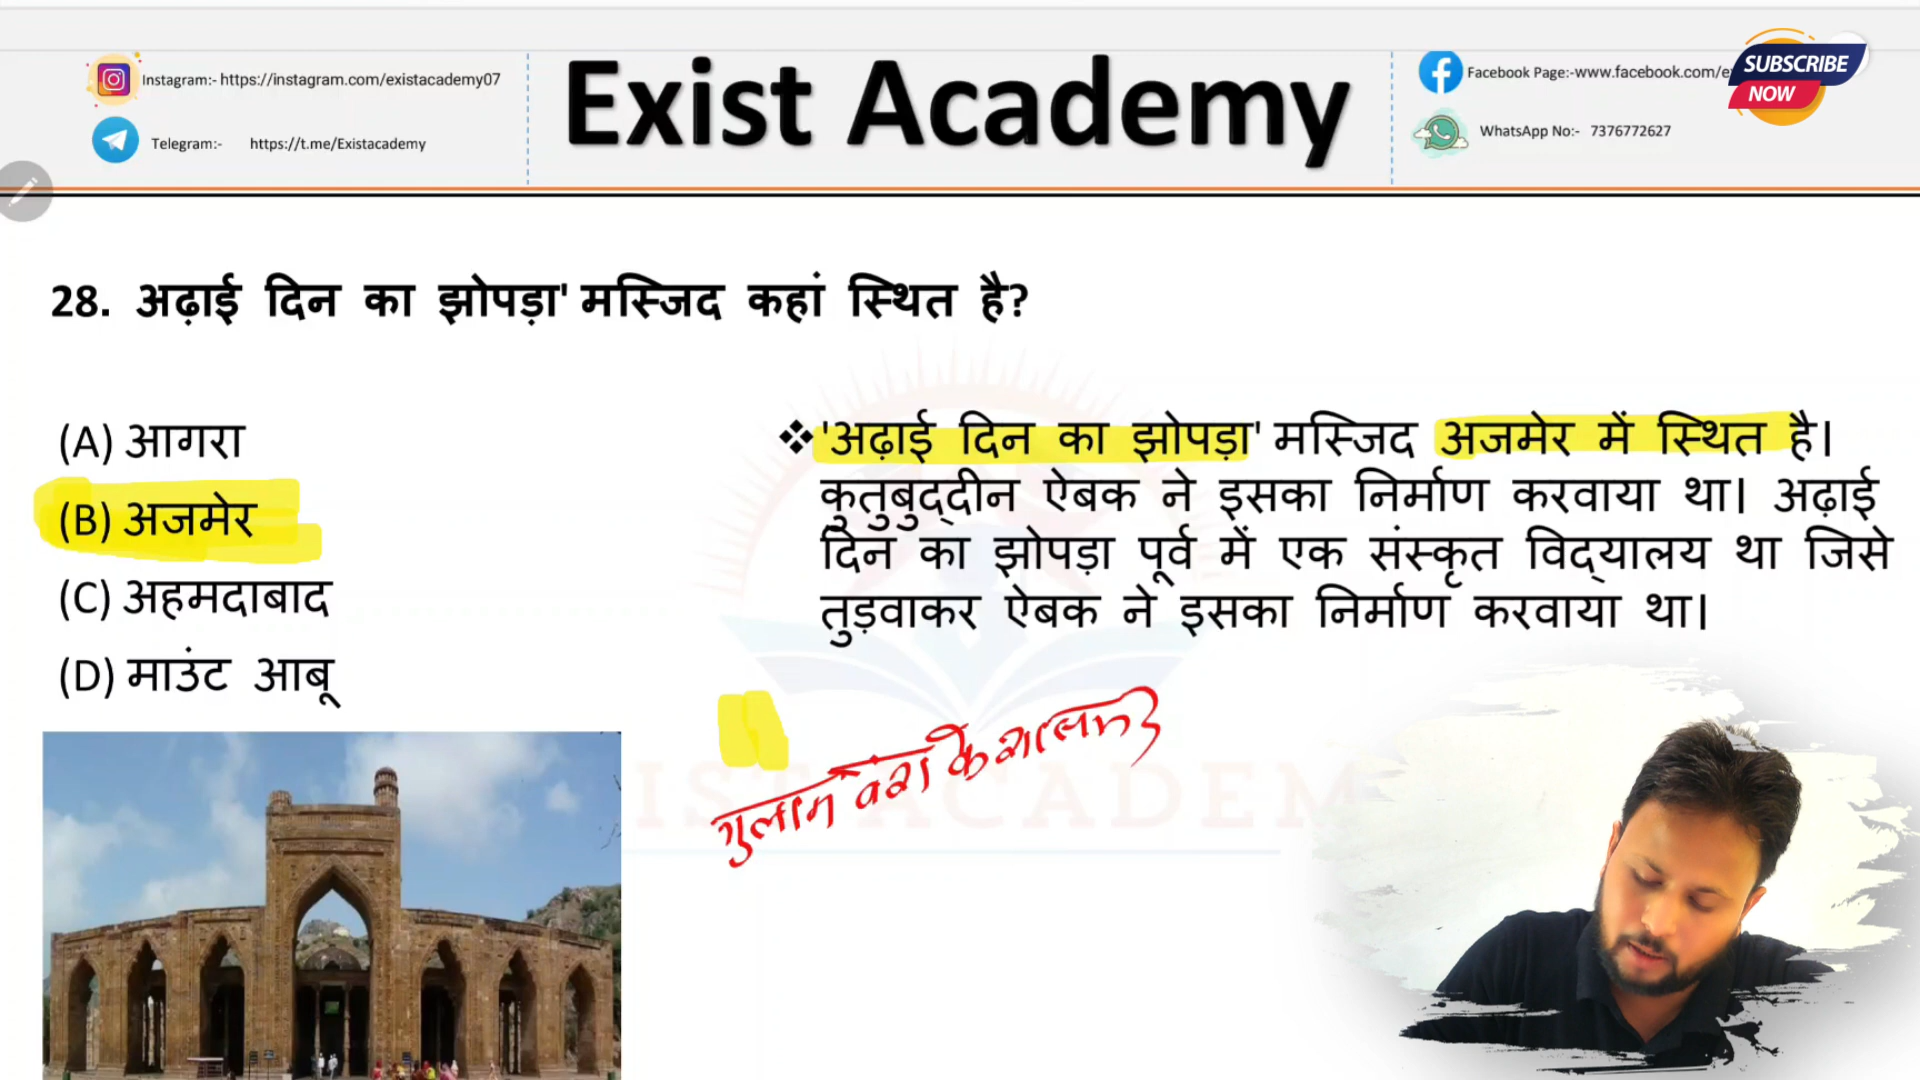 Instagram:- https://instagram.com/existacademy07
Telegram:- https://t.me/Existacademy
Exist Academy
Facebook Page:-www.facebook.com/e
WhatsApp No:- 7376772627
SUBSCRIBE
NOW
28. अढ़ाई दिन का झोपड़ा' मस्जिद कहां स्थित है?
(A) आगरा
(B) अजमेर
(C) अहमदाबाद
(D) माउंट आबू
❖'अढ़ाई दिन का झोपड़ा' मस्जिद अजमेर में स्थित है।
कुतुबुद्दीन ऐबक ने इसका निर्माण करवाया था। अढ़ाई
दिन का झोपड़ा पूर्व में एक संस्कृत विद्यालय था जिसे
तुड़वाकर ऐबक ने इसका निर्माण करवाया था।
गुलाम वंश के
IST ACADEM